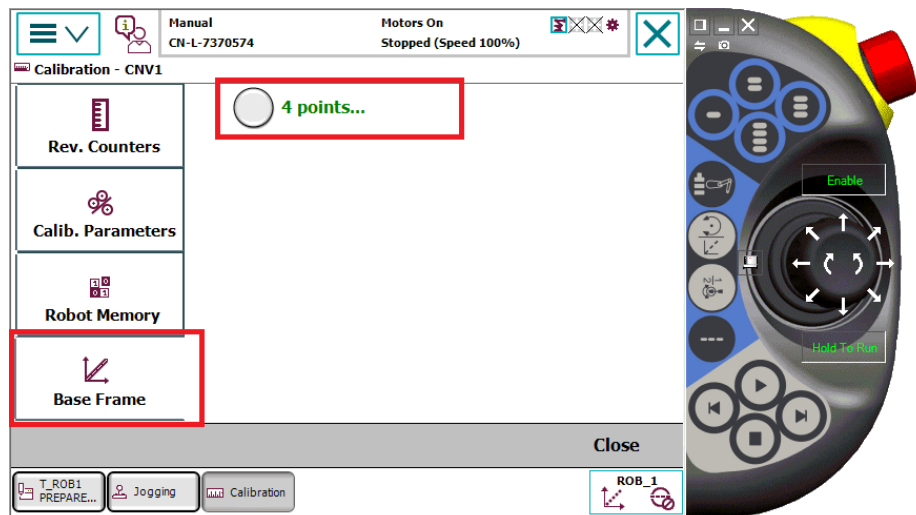 Manual
CN-L-7370574
Motors On
Stopped (Speed 100%)
Calibration - CNV1
Rev. Counters
Calib. Parameters
Robot Memory
Base Frame
4 points...
Close
T_ROB1
PREPARE...
Jogging
Calibration
ROB_1
Enable
Hold To Run